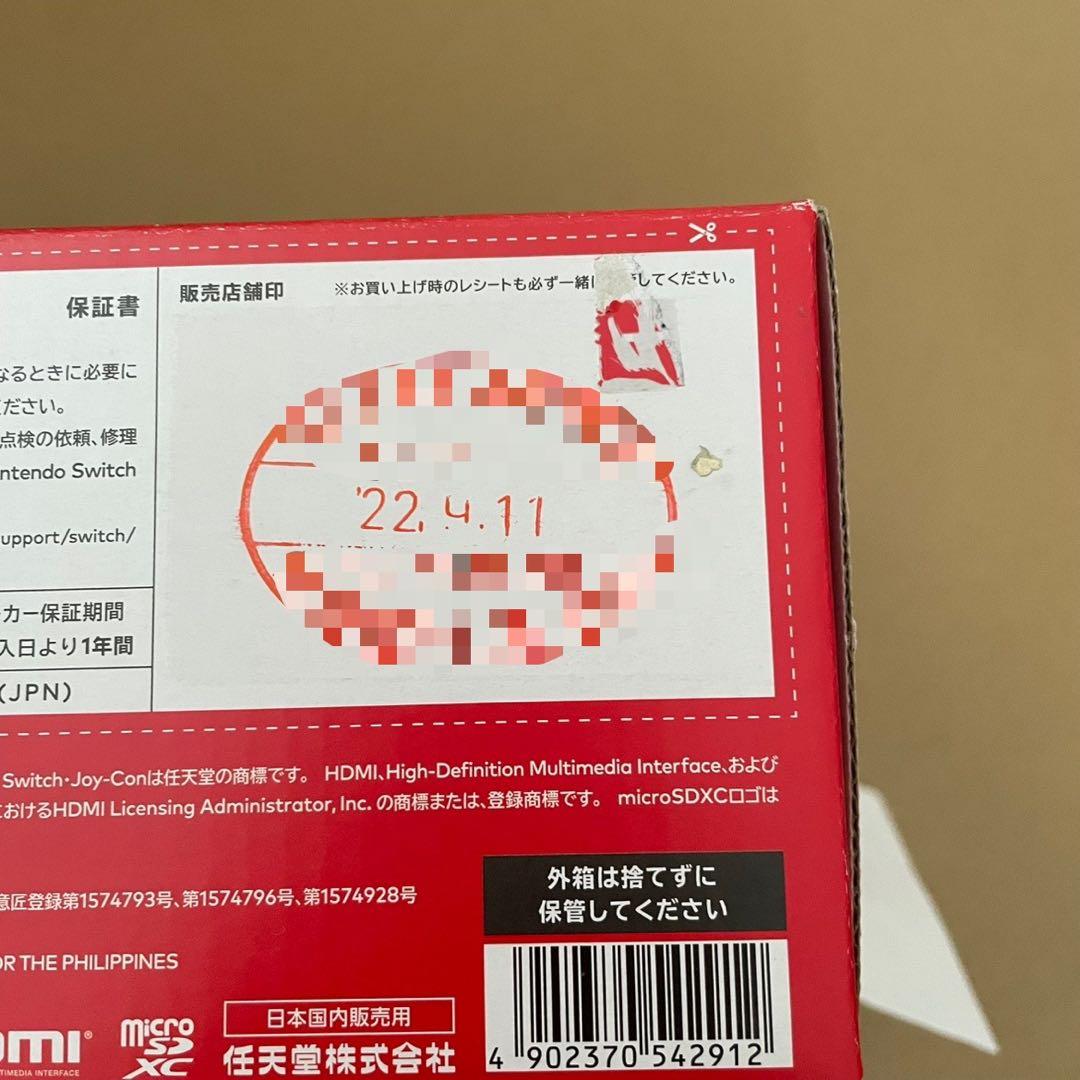 保証書
なるときに必要に
ください。
点検の依頼、修理
ntendo Switch
upport/switch/
カー保証期間
入日より1年間
(JPN)
販売店舗印
※お買い上げ時のレシートも必ず一緒に
してください。
'22.4.11
Switch・Joy-Conは任天堂の商標です。 HDMI、High-Definition Multimedia Interface、および
におけるHDMI Licensing Administrator, Inc. の商標または、登録商標です。 microSDXCロゴは
意匠登録第1574793号、第1574796号、第1574928号
OR THE PHILIPPINES
外箱は捨てずに
保管してください
日本国内販売用
任天堂株式会社
HDMI®
MULTIMEDIA INTERFACE
micro
SD
XC
4 902370 542912